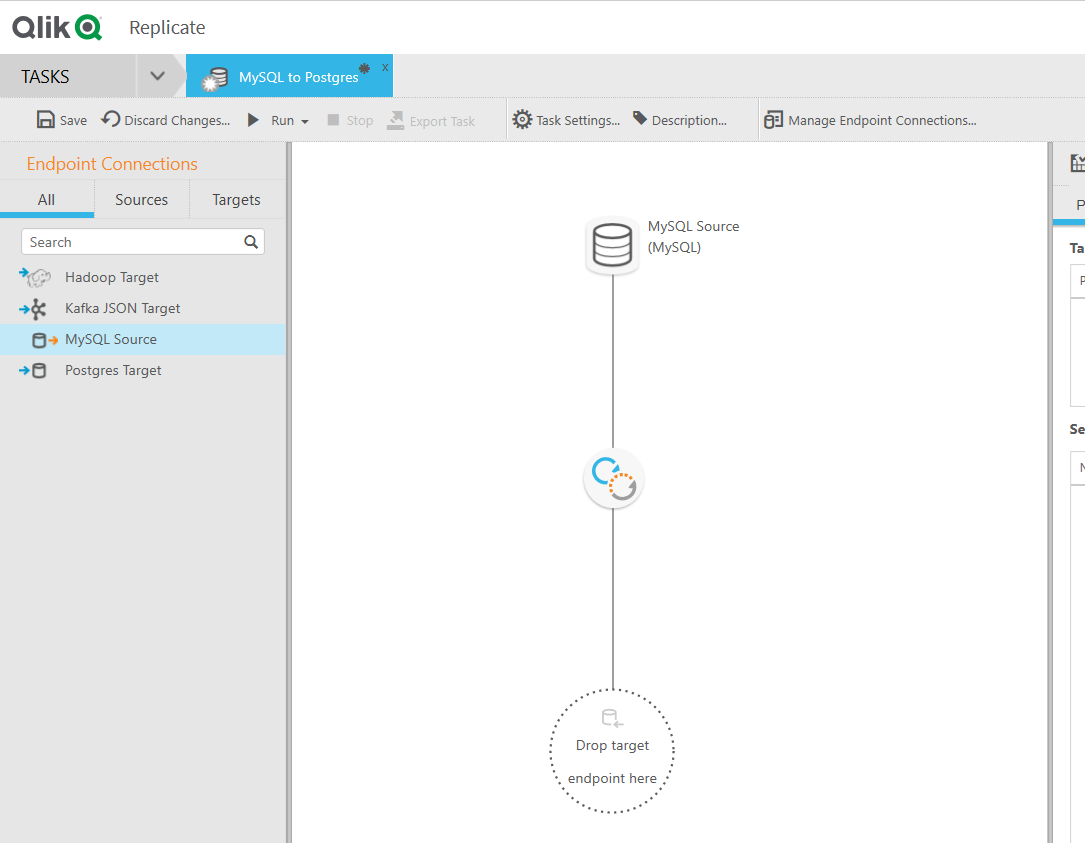 Qlik Replicate
TASKS
MySQL to Postgres
x
Save Discard Changes... Run Stop Export Task Task Settings... Description... Manage Endpoint Connections...
Endpoint Connections
All Sources Targets
Search
Hadoop Target
Kafka JSON Target
MySQL Source
Postgres Target
MySQL Source
(MySQL)
Drop target
endpoint here
P
Ta
P
Se
N